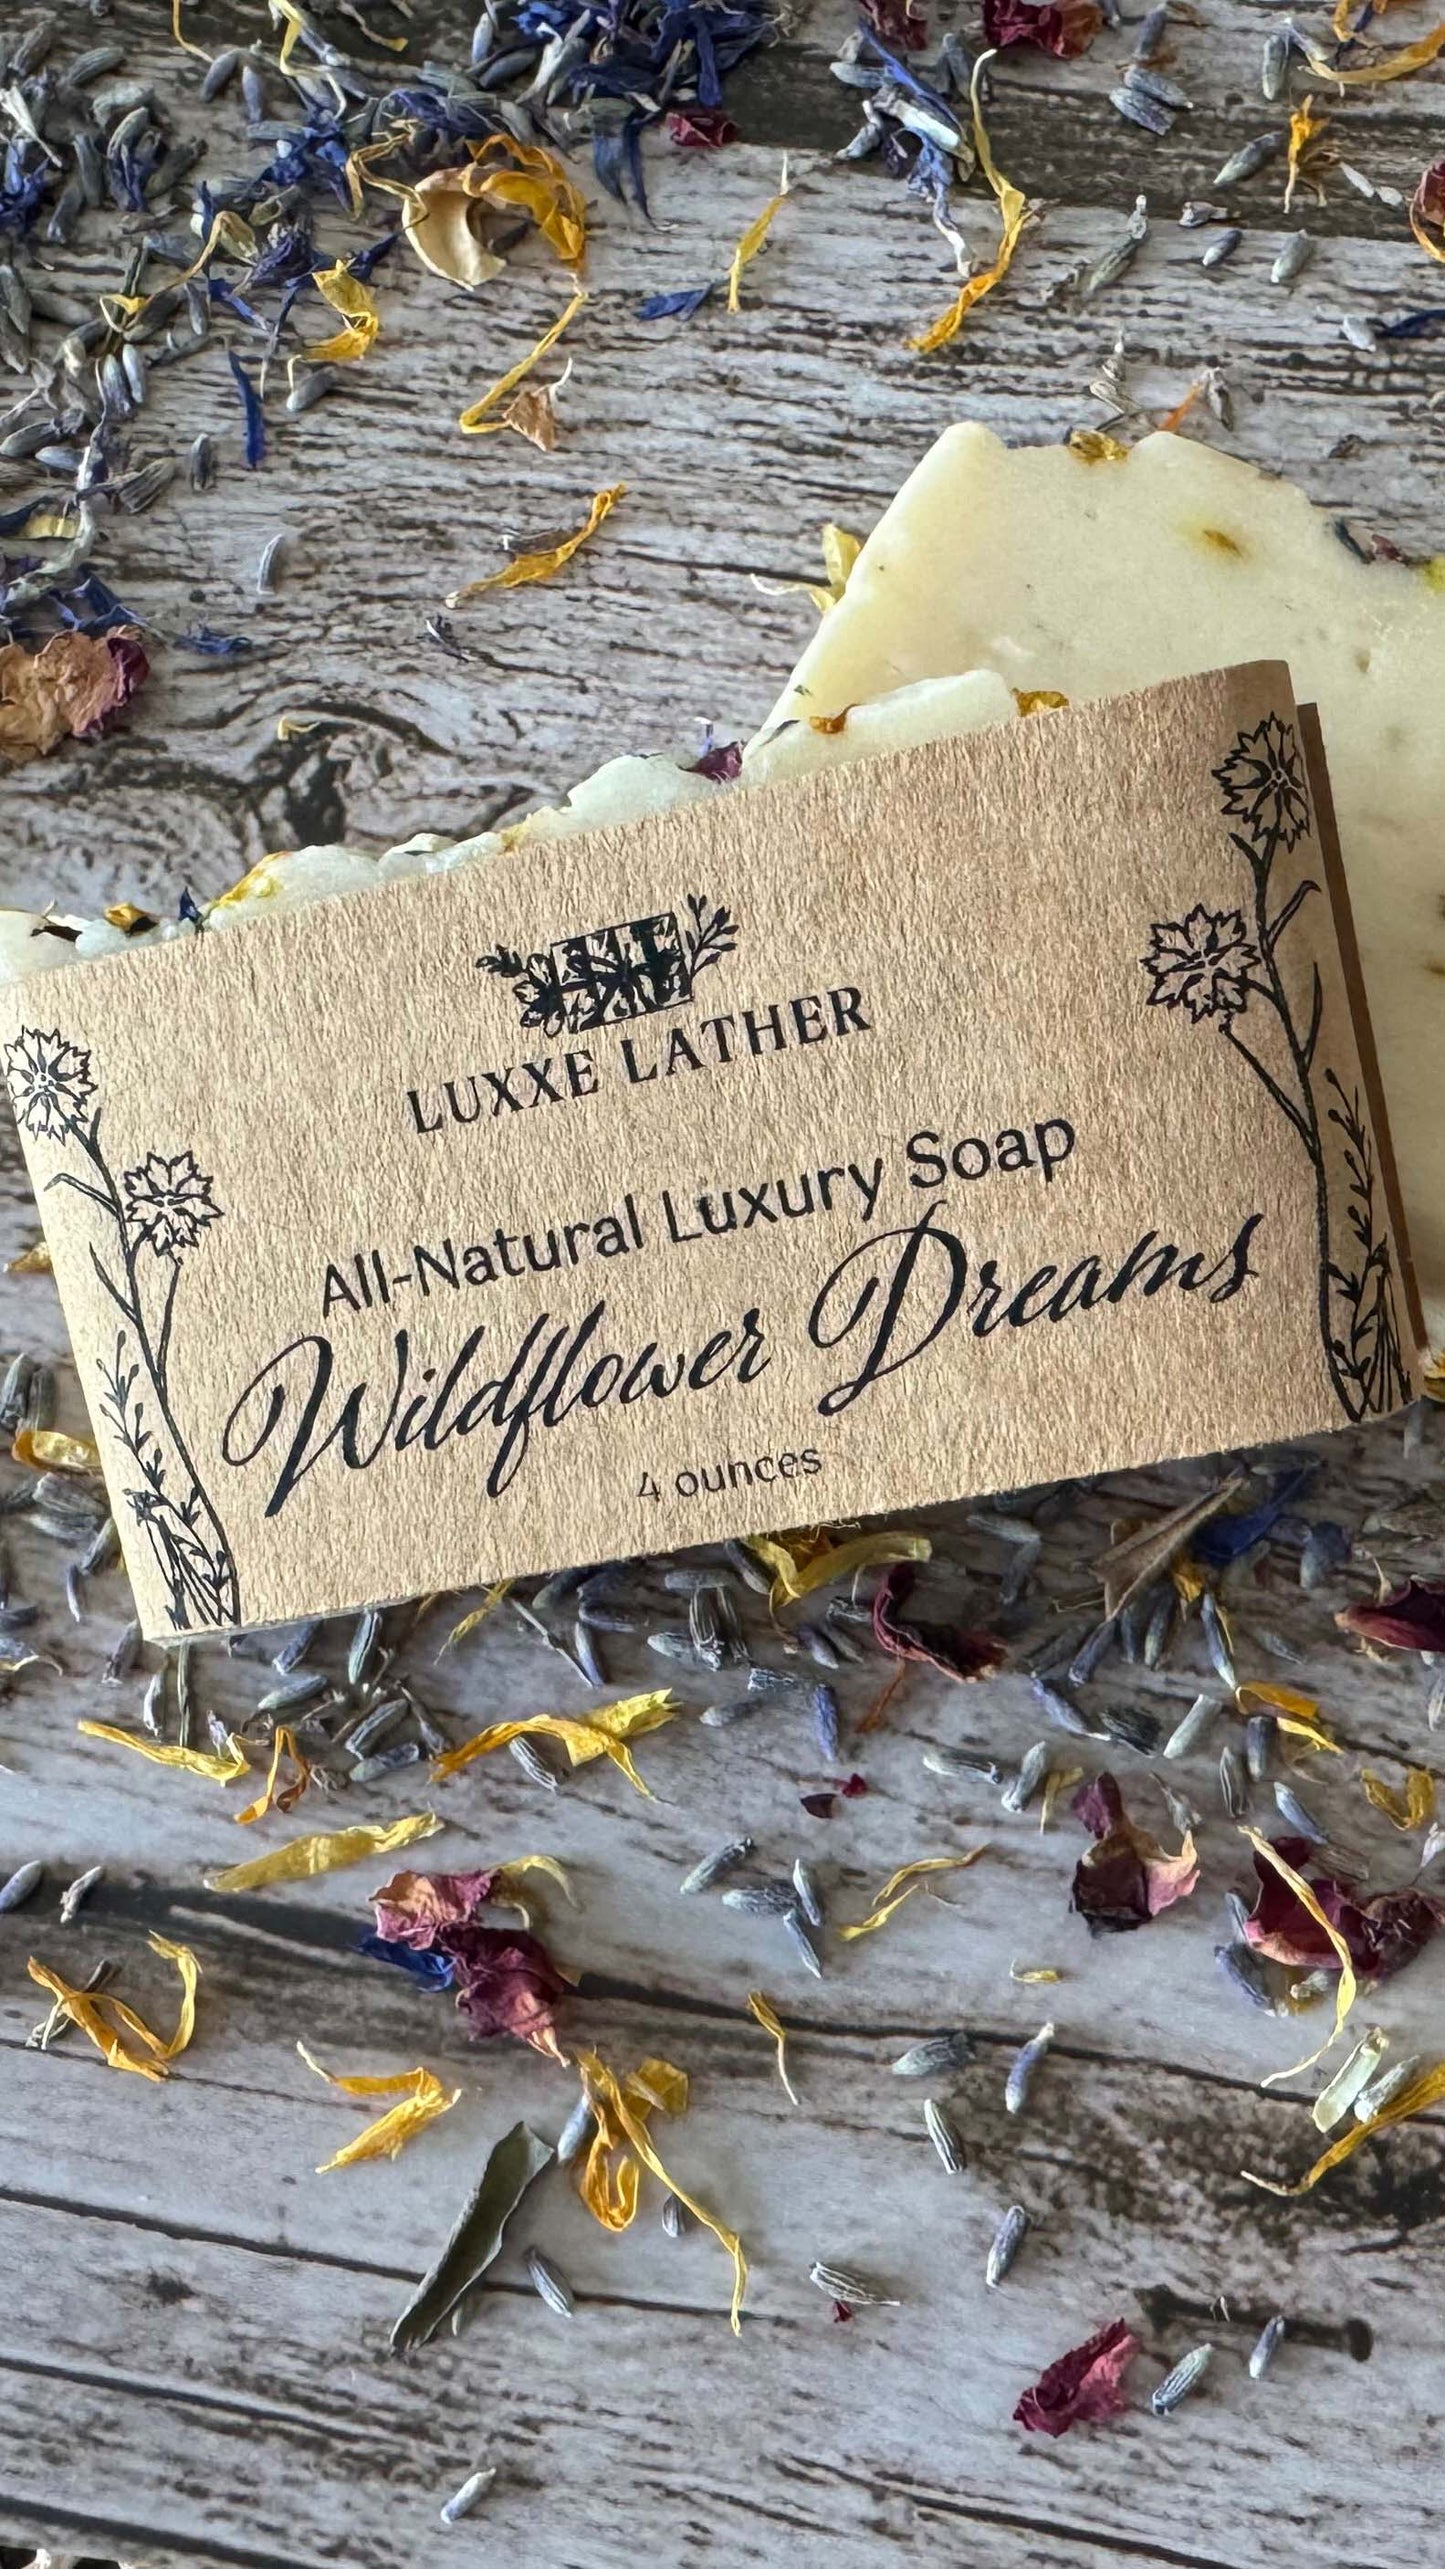 LUXXE LATHER
All-Natural Luxury Soap
Wildflower Dreams
4 ounces